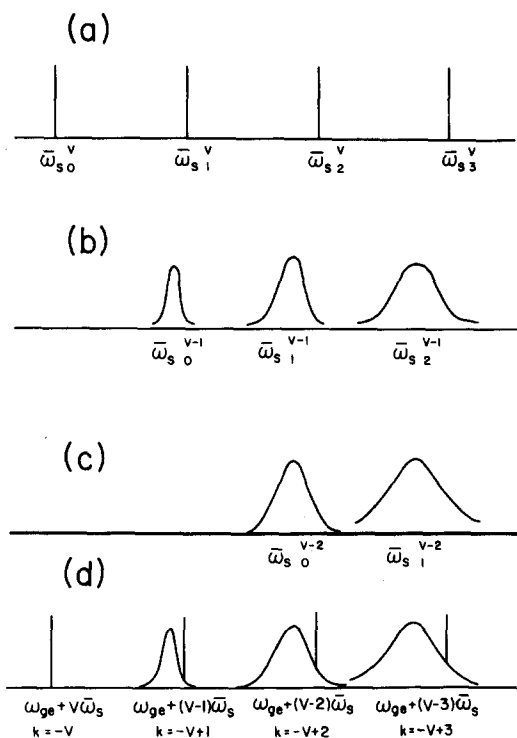 (a)
ω̄s0^V ω̄s1^V ω̄s2^V ω̄s3^V
(b)
ω̄s0^V-1 ω̄s1^V-1 ω̄s2^V-1
(c)
ω̄s0^V-2 ω̄s1^V-2
(d)
ωge+Vω̄s ωge+(V-1)ω̄s ωge+(V-2)ω̄s ωge+(V-3)ω̄s
k=-V k=-V+1 k=-V+2 k=-V+3